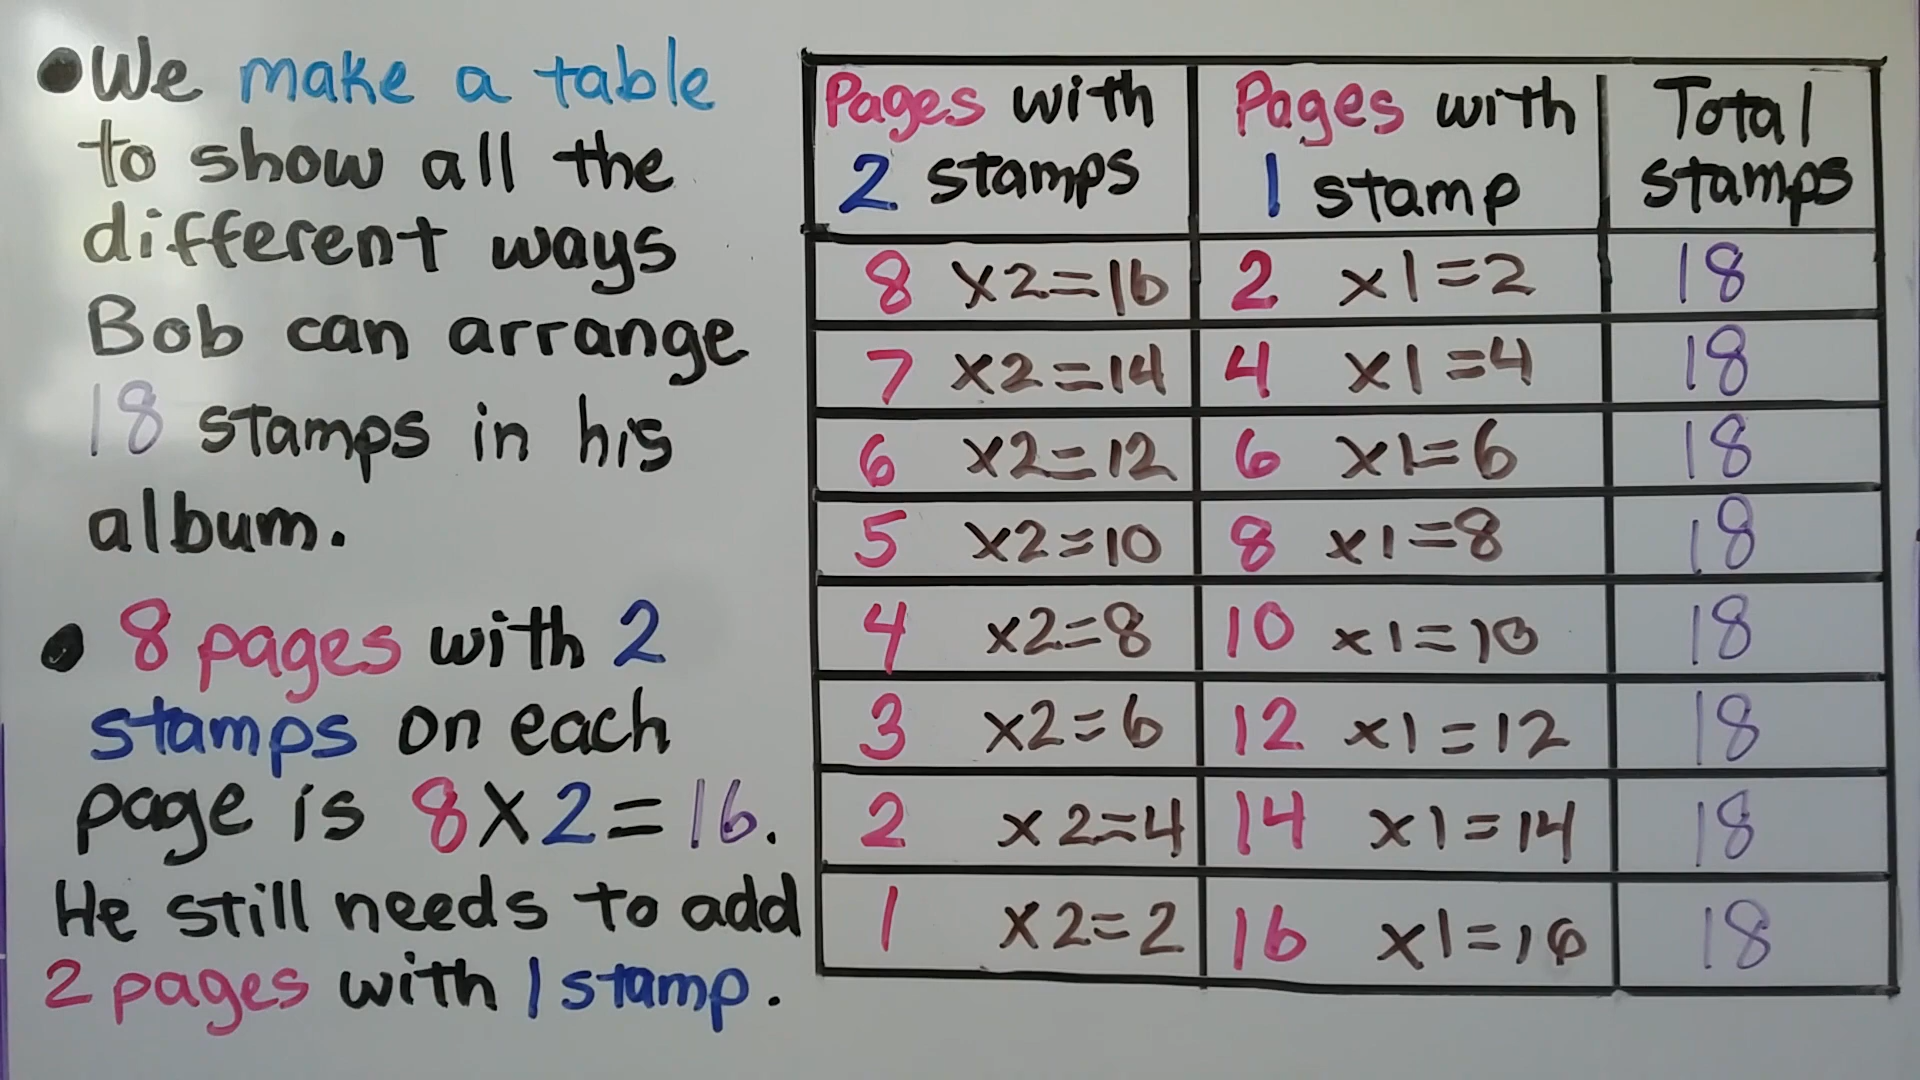 We make a table
to show all the
different ways
Bob can arrange
18 stamps in his
album.
8 pages with 2
stamps on each
page is 8x2=16.
He still needs to add
2 pages with 1 stamp.
Pages with 2 stamps | Pages with 1 stamp | Total stamps
8 x2=16 | 2 x1=2 | 18
7 x2=14 | 4 x1=4 | 18
6 x2=12 | 6 x1=6 | 18
5 x2=10 | 8 x1=8 | 18
4 x2=8 | 10 x1=10 | 18
3 x2=6 | 12 x1=12 | 18
2 x2=4 | 14 x1=14 | 18
1 x2=2 | 16 x1=16 | 18